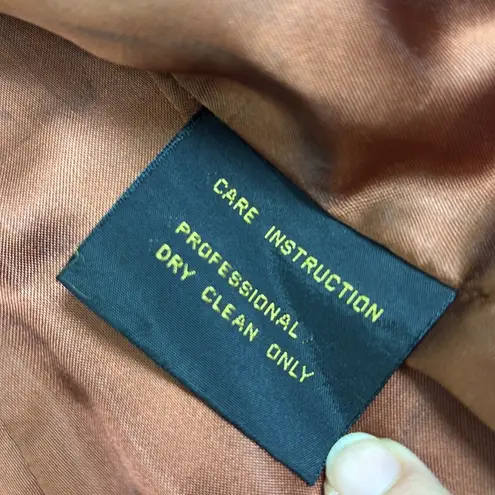 CARE INSTRUCTION
PROFESSIONAL
DRY CLEAN ONLY